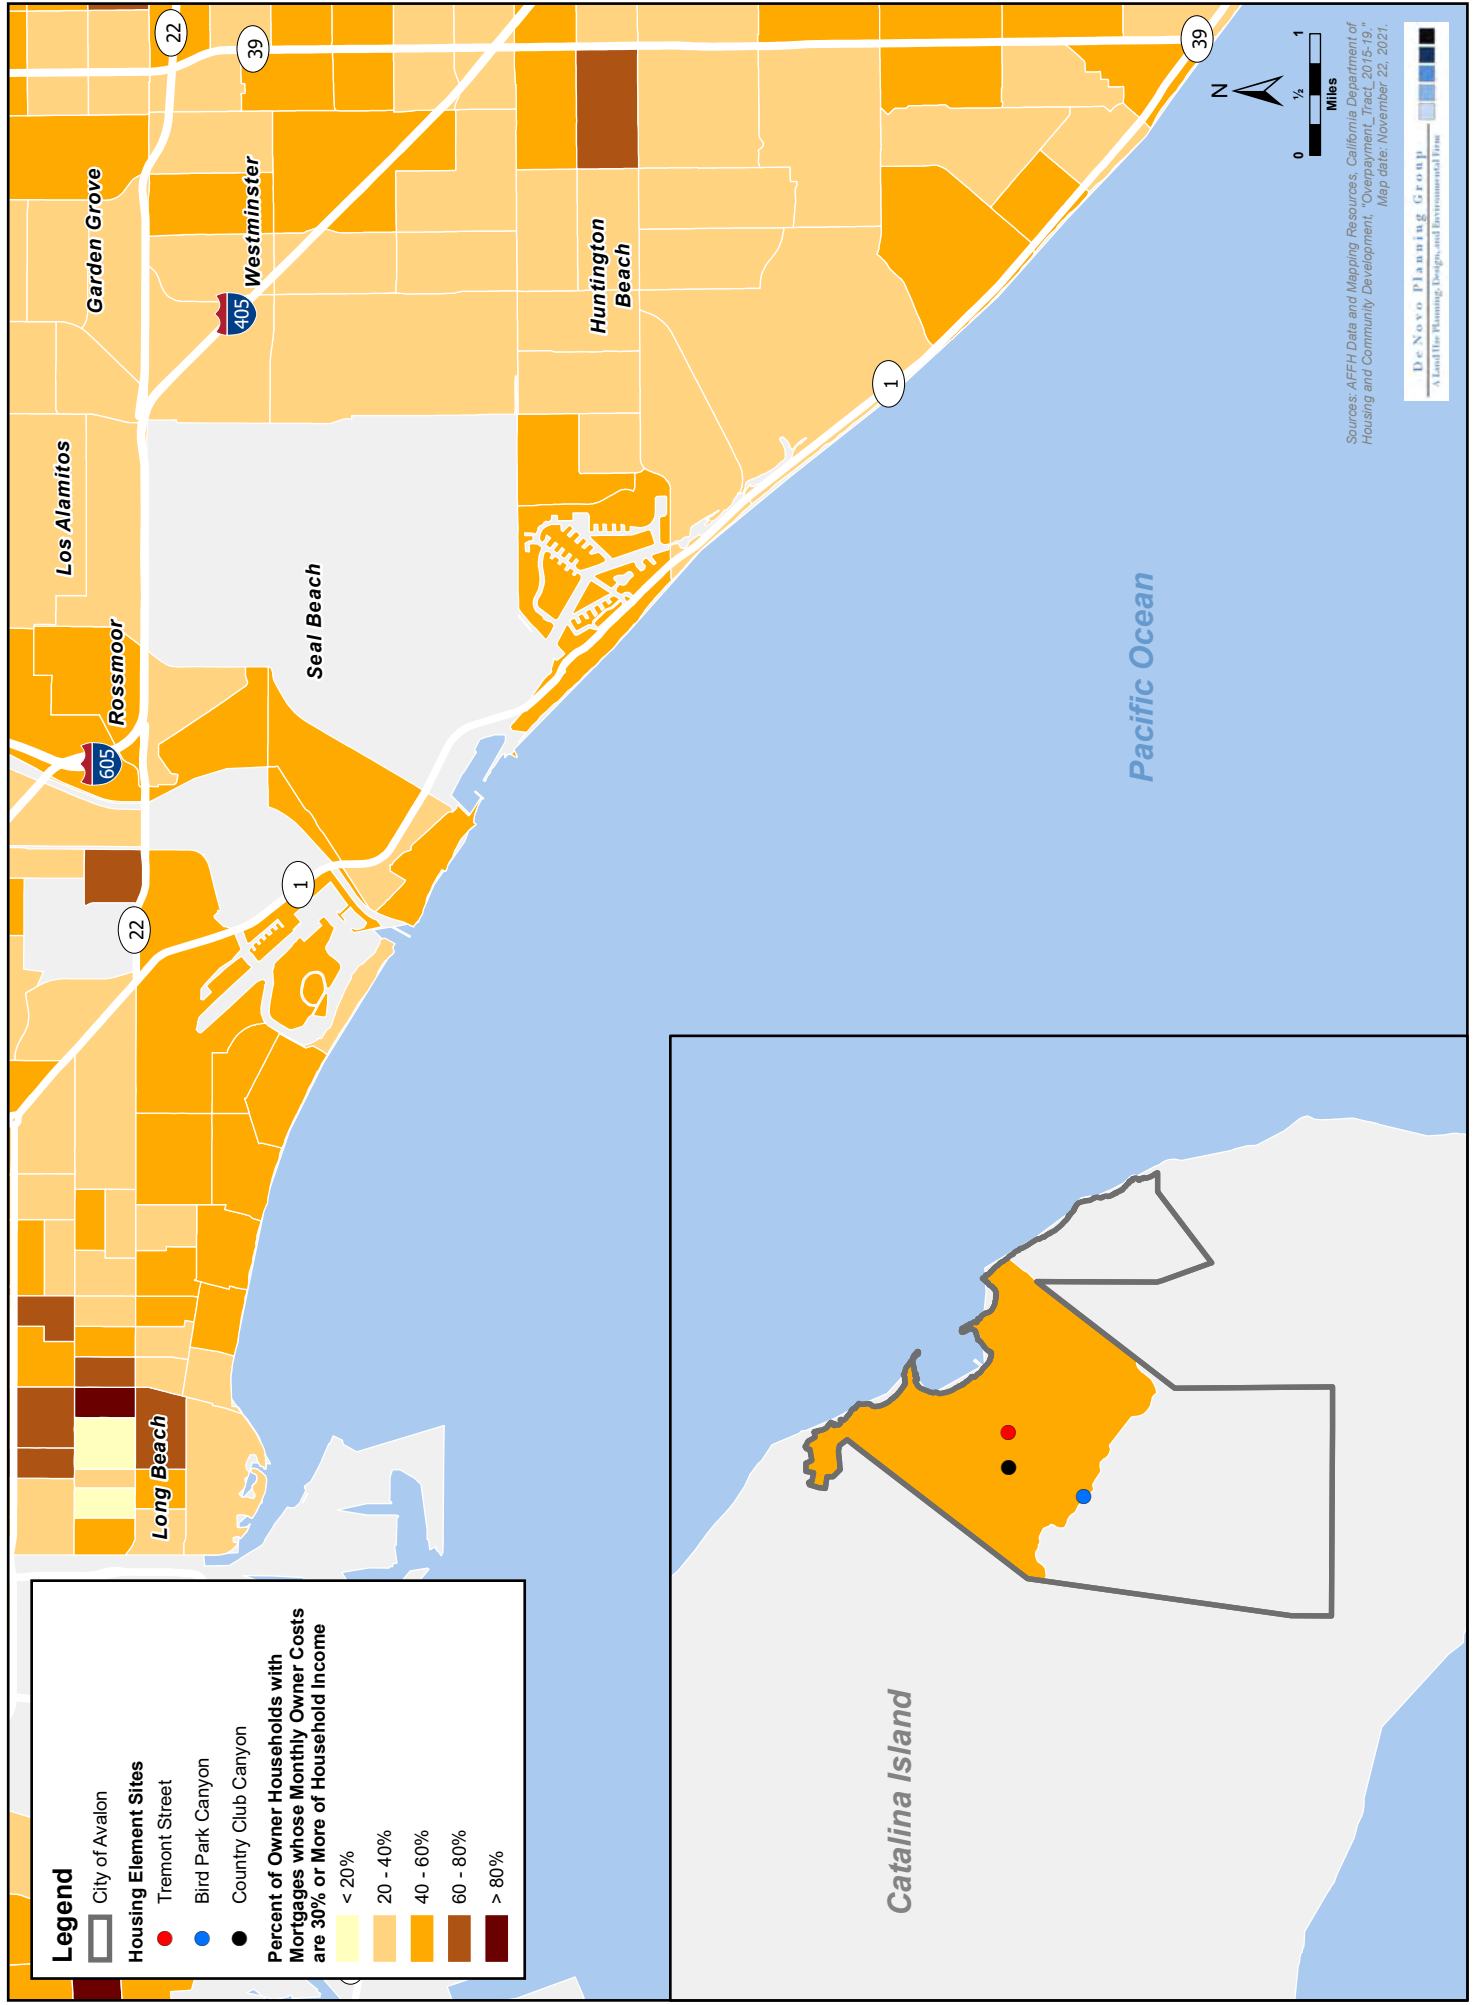 Legend
City of Avalon
Housing Element Sites
Tremont Street
Bird Park Canyon
Country Club Canyon
Percent of Owner Households with
Mortgages whose Monthly Owner Costs
are 30% or More of Household Income
< 20%
20 - 40%
40 - 60%
60 - 80%
> 80%
Long Beach
22
1
605
Rossmoor
Los Alamitos
Seal Beach
405
Garden Grove
Westminster
22
39
Huntington
Beach
1
39
Pacific Ocean
Catalina Island
N
0
½
1
Miles
Sources: AFFH Data and Mapping Resources, California Department of
Housing and Community Development, "Overpayment_Tract_2015-19."
Map date: November 22, 2021.
De Novo Planning Group
A Land Use Planning, Design, and Environmental Firm